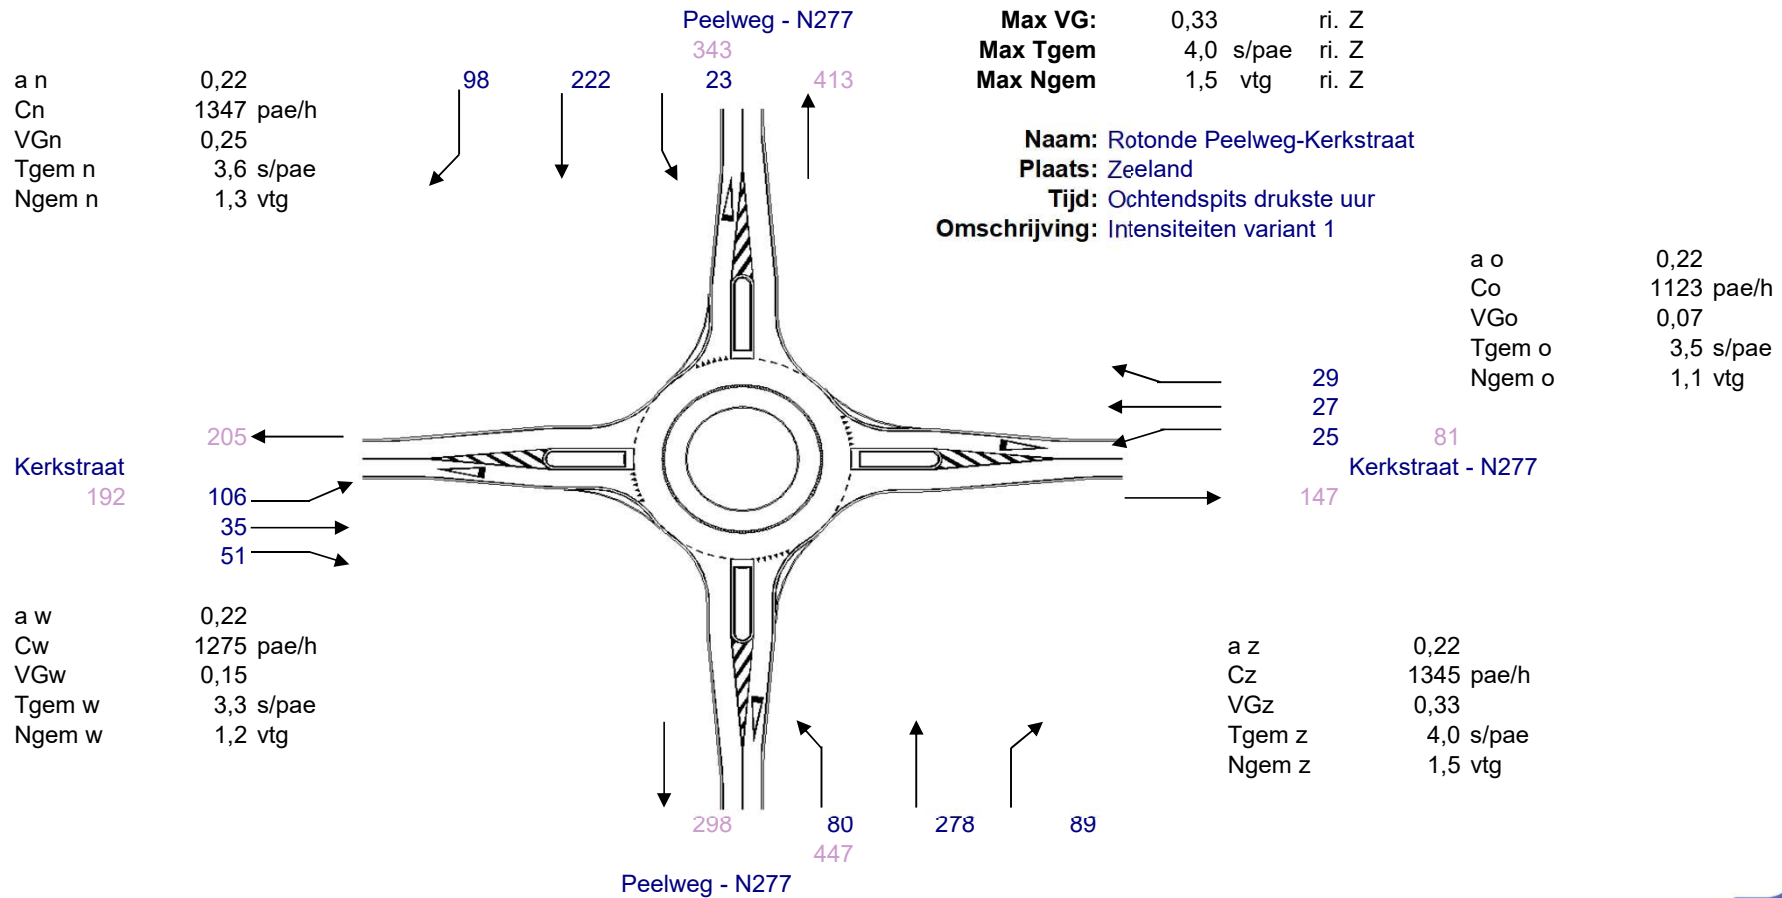 Peelweg - N277
343
98 222 23 413
a n 0,22
Cn 1347 pae/h
VGn 0,25
Tgem n 3,6 s/pae
Ngem n 1,3 vtg
Max VG: 0,33 ri. Z
Max Tgem 4,0 s/pae ri. Z
Max Ngem 1,5 vtg ri. Z
Naam: Rotonde Peelweg-Kerkstraat
Plaats: Zeeland
Tijd: Ochtendspits drukste uur
Omschrijving: Intensiteiten variant 1
a o 0,22
Co 1123 pae/h
VGo 0,07
Tgem o 3,5 s/pae
Ngem o 1,1 vtg
29
27
25 81
Kerkstraat - N277
147
205
Kerkstraat
192 106
35
51
a w 0,22
Cw 1275 pae/h
VGw 0,15
Tgem w 3,3 s/pae
Ngem w 1,2 vtg
a z 0,22
Cz 1345 pae/h
VGz 0,33
Tgem z 4,0 s/pae
Ngem z 1,5 vtg
298 80 278 89
447
Peelweg - N277